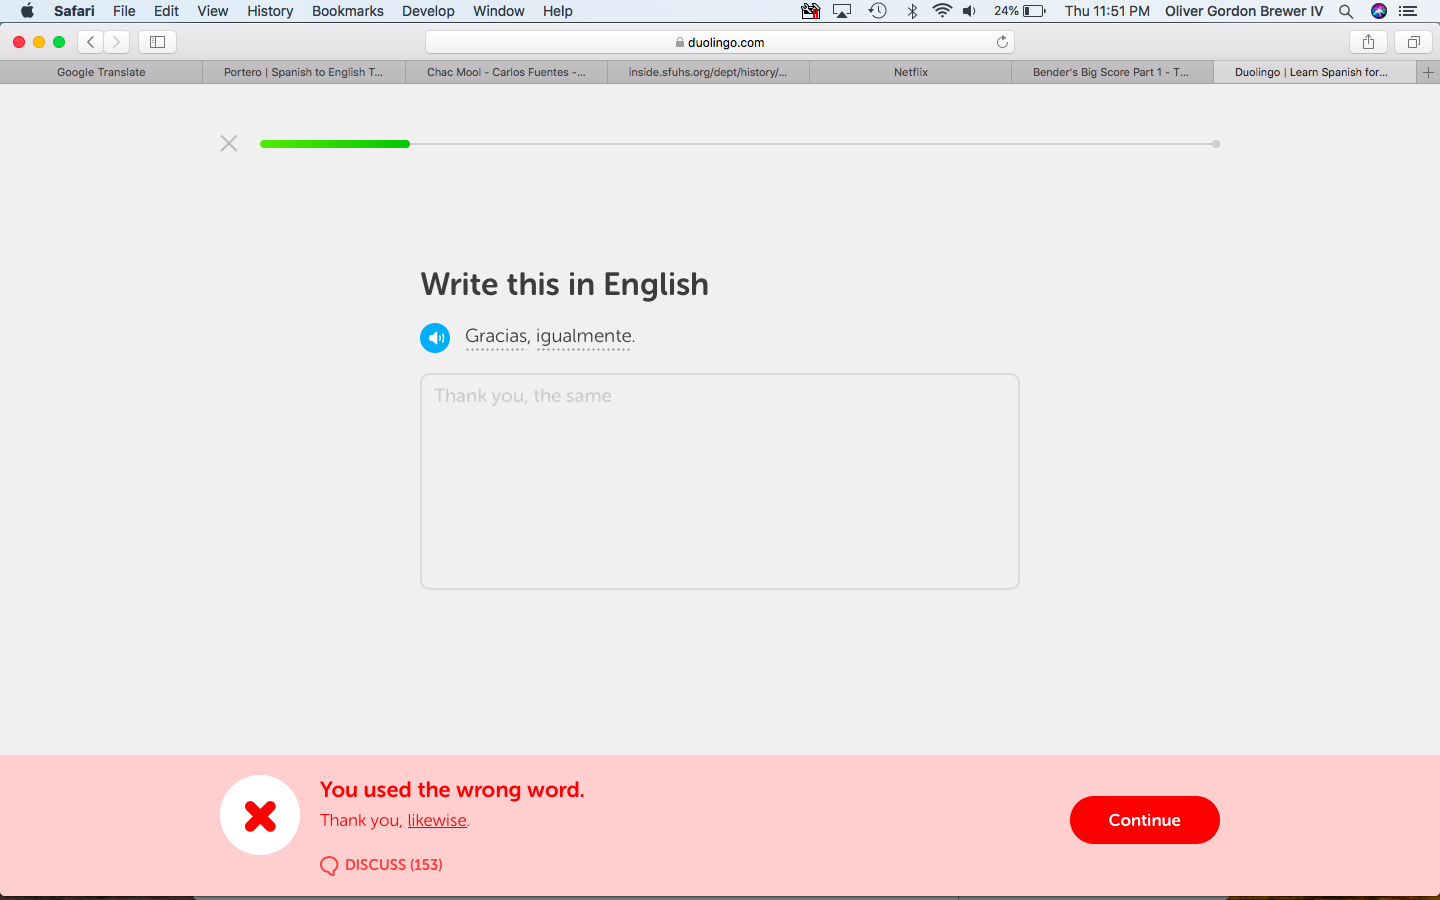 Safari File Edit View History Bookmarks Develop Window Help 24% Thu 11:51 PM Oliver Gordon Brewer IV
duolingo.com
Google Translate Portero | Spanish to English T... Chac Mool - Carlos Fuentes -... inside.sfuhs.org/dept/history/... Netflix Bender's Big Score Part 1 - T... Duolingo | Learn Spanish for...
Write this in English
Gracias, igualmente.
Thank you, the same
You used the wrong word.
Thank you, likewise.
Continue
DISCUSS (153)